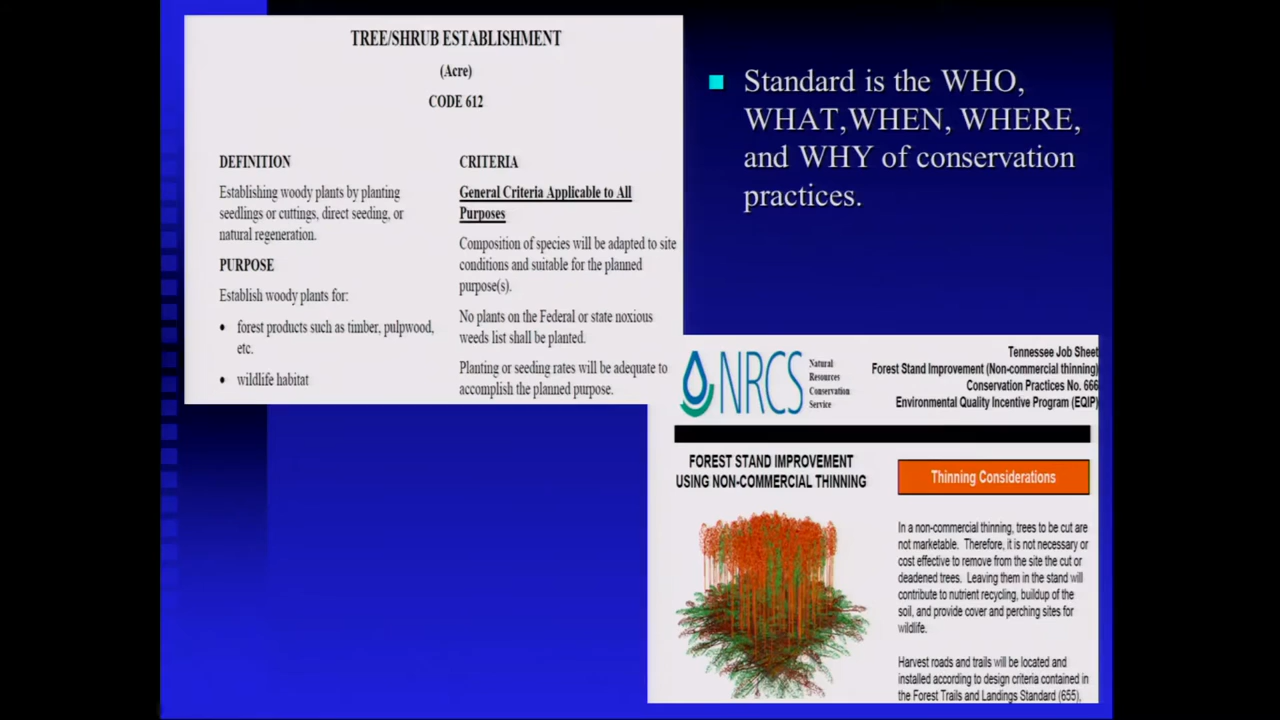 TREE/SHRUB ESTABLISHMENT
(Acre)
CODE 612
DEFINITION
Establishing woody plants by planting
seedlings or cuttings, direct seeding, or
natural regeneration.
PURPOSE
Establish woody plants for:
• forest products such as timber, pulpwood,
etc.
• wildlife habitat
CRITERIA
General Criteria Applicable to All
Purposes
Composition of species will be adapted to site
conditions and suitable for the planned
purpose(s).
No plants on the Federal or state noxious
weeds list shall be planted.
Planting or seeding rates will be adequate to
accomplish the planned purpose.
Standard is the WHO,
WHAT,WHEN, WHERE,
and WHY of conservation
practices.
NRCS
Natural
Resources
Conservation
Service
Tennessee Job Sheet
Forest Stand Improvement (Non-commercial thinning)
Conservation Practices No. 666
Environmental Quality Incentive Program (EQIP)
FOREST STAND IMPROVEMENT
USING NON-COMMERCIAL THINNING
Thinning Considerations
In a non-commercial thinning, trees to be cut are
not marketable. Therefore, it is not necessary or
cost effective to remove from the site the cut or
deadened trees. Leaving them in the stand will
contribute to nutrient recycling, buildup of the
soil, and provide cover and perching sites for
wildlife.
Harvest roads and trails will be located and
installed according to design criteria contained in
the Forest Trails and Landings Standard (655),